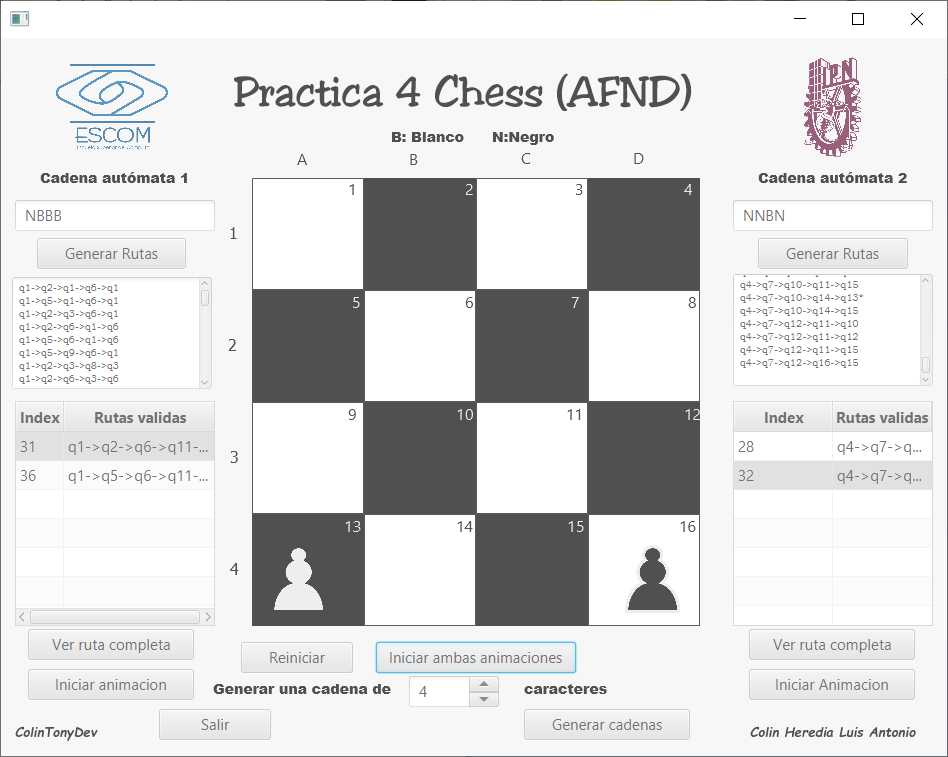 Practica 4 Chess (AFND)
ESCOM
Escuela Superior de Computo
IPN
B: Blanco N:Negro
A B C D
Cadena autómata 1
Cadena autómata 2
NBBB
NNBN
Generar Rutas
Generar Rutas
q1->q2->q1->q6->q1
q1->q5->q1->q6->q1
q1->q2->q3->q6->q1
q1->q2->q6->q1->q6
q1->q5->q6->q1->q6
q1->q5->q9->q6->q1
q1->q2->q3->q8->q3
q1->q2->q6->q3->q6
q4->q7->q10->q11->q15
q4->q7->q10->q14->q13*
q4->q7->q10->q14->q15
q4->q7->q12->q11->q10
q4->q7->q12->q11->q12
q4->q7->q12->q11->q15
q4->q7->q12->q16->q15
Index Rutas validas
31 q1->q2->q6->q11-...
36 q1->q5->q6->q11-...
Index Rutas validas
28 q4->q7->q...
32 q4->q7->q...
1 2 3 4
1
5 6 7 8
2
9 10 11 12
3
13 14 15 16
4
Ver ruta completa
Iniciar animacion
Reiniciar
Iniciar ambas animaciones
Ver ruta completa
Iniciar Animacion
Generar una cadena de 4 caracteres
Salir
Generar cadenas
ColinTonyDev
Colin Heredia Luis Antonio